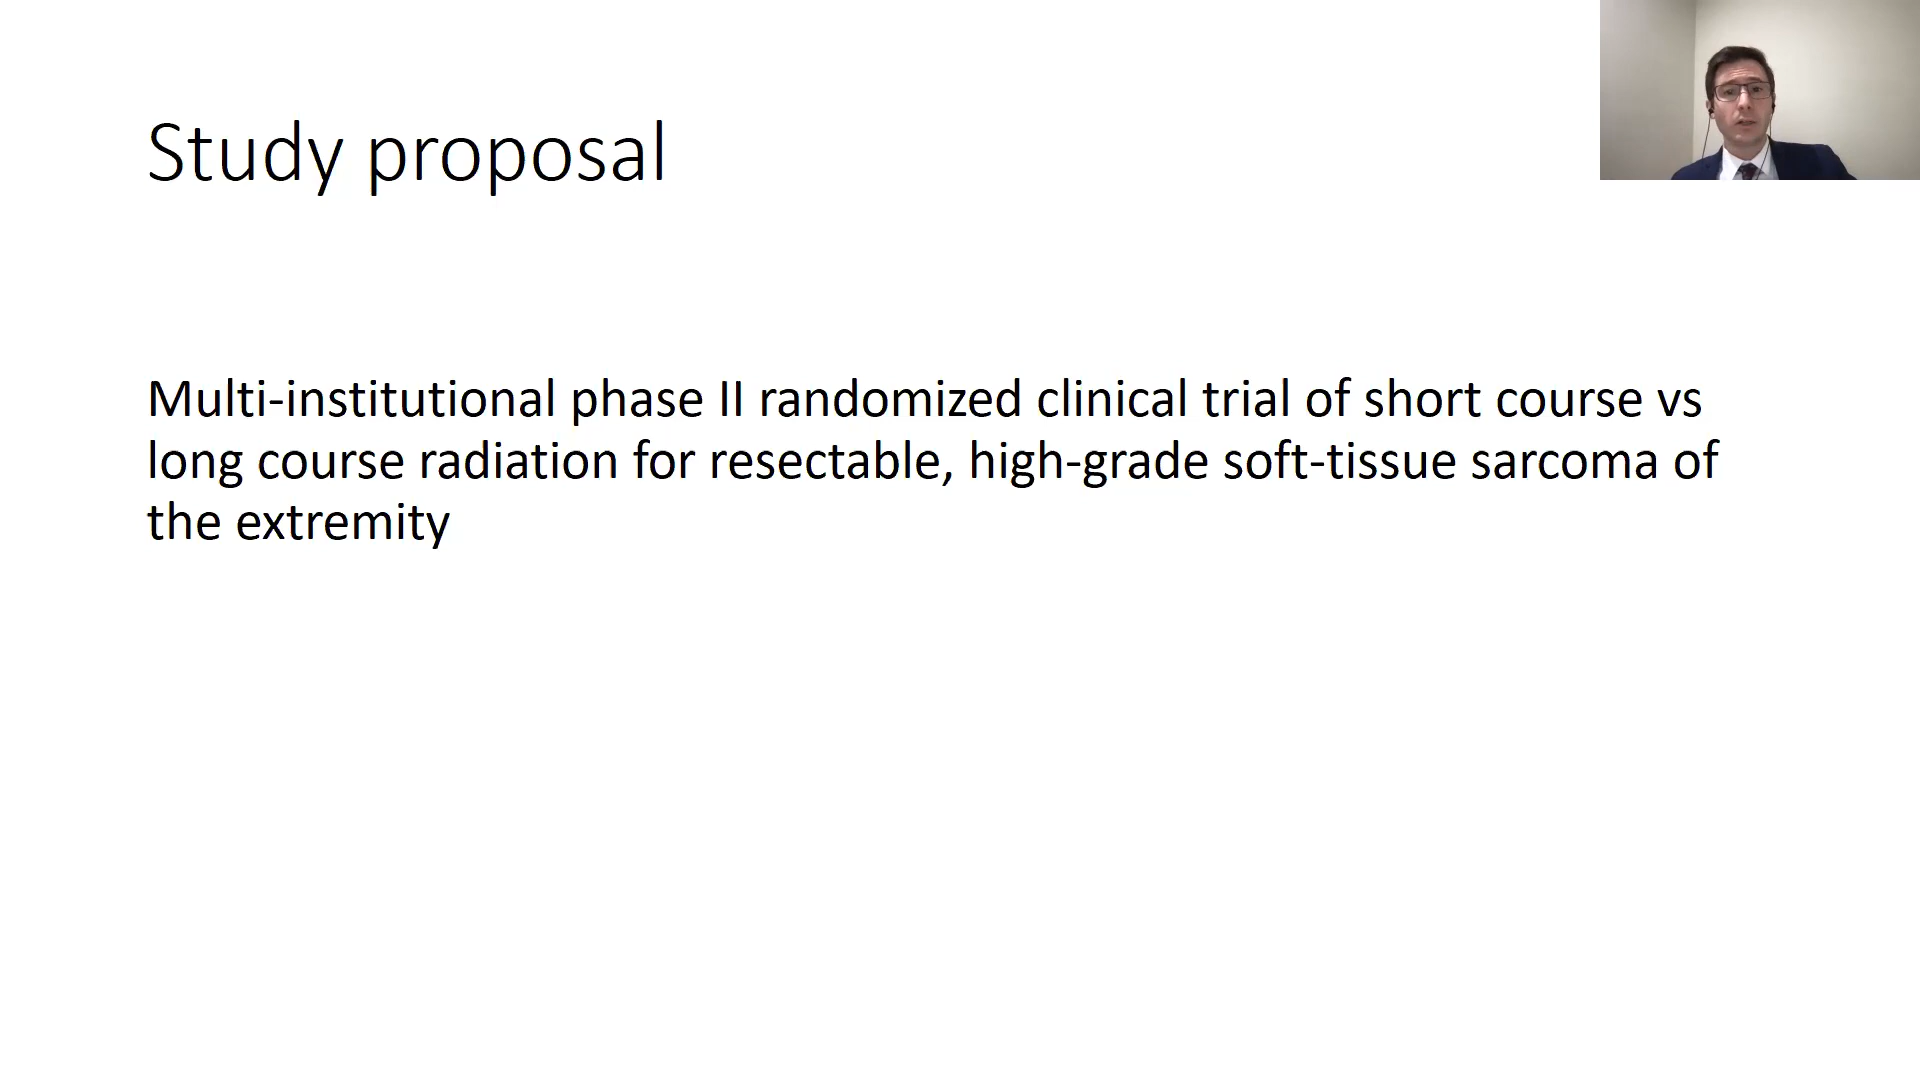 Study proposal
Multi-institutional phase II randomized clinical trial of short course vs
long course radiation for resectable, high-grade soft-tissue sarcoma of
the extremity